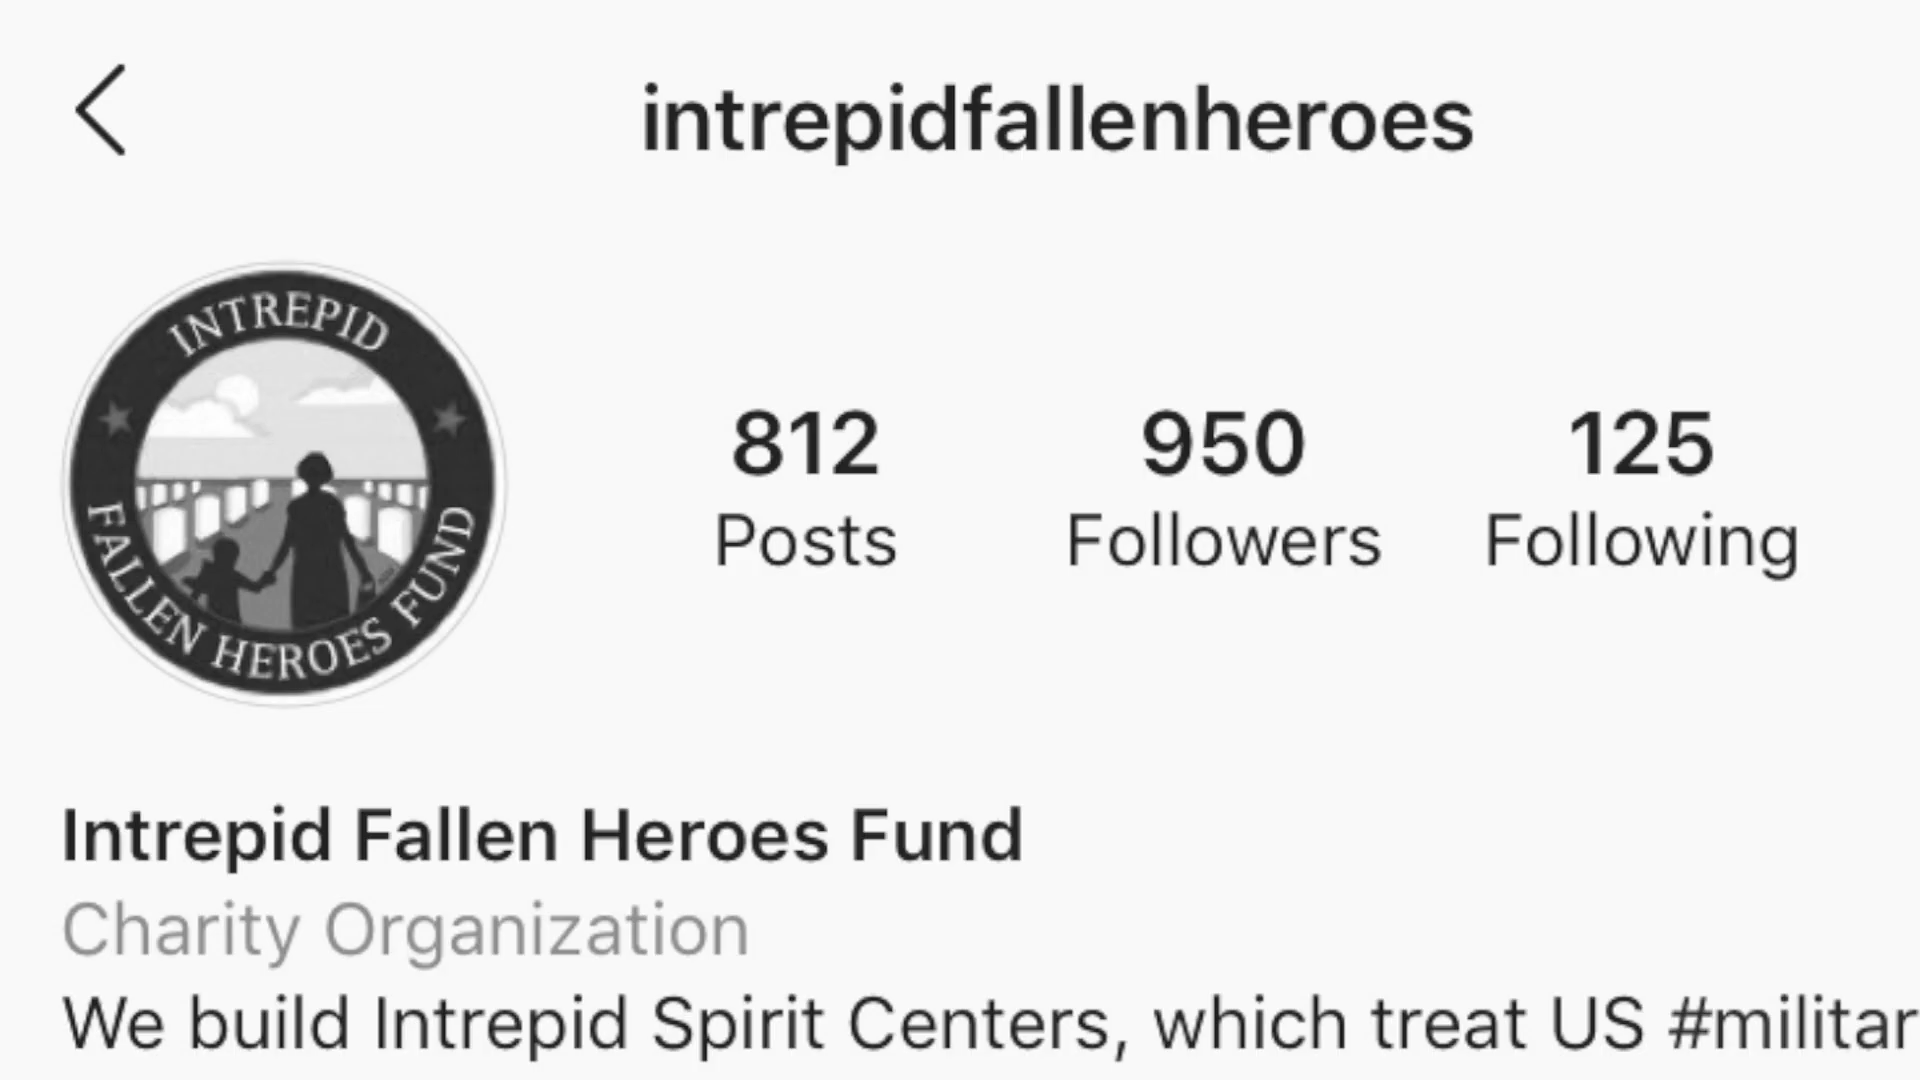 intrepidfallenheroes
INTREPID
FALLEN HEROES FUND
812 950 125
Posts Followers Following
Intrepid Fallen Heroes Fund
Charity Organization
We build Intrepid Spirit Centers, which treat US #militar